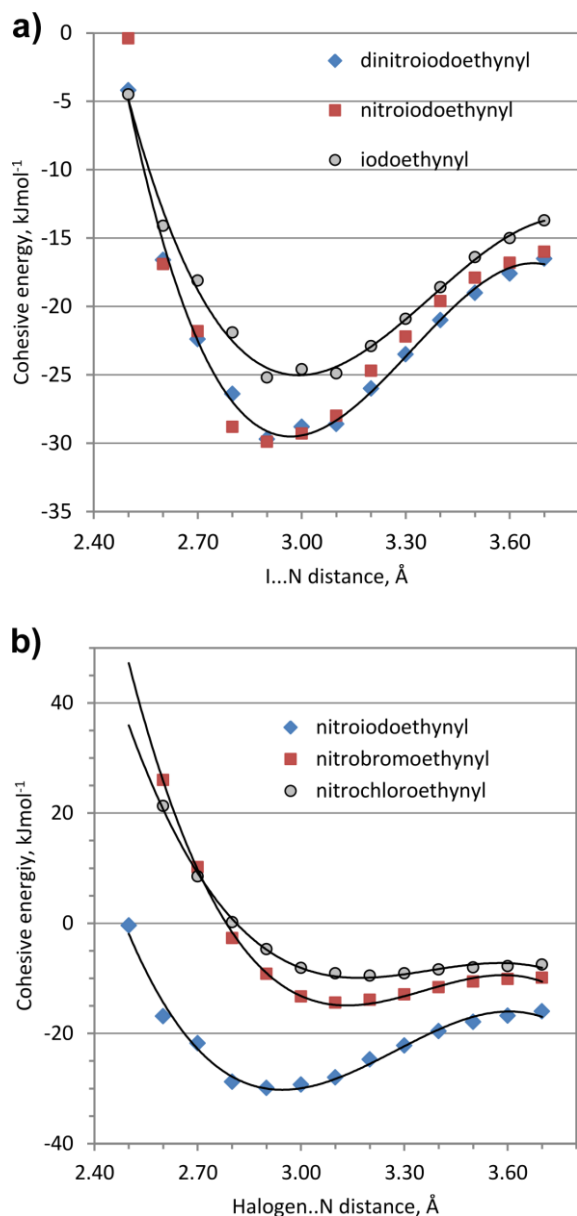 a)
0
-5
-10
-15
-20
-25
-30
-35
Cohesive energy, kJmol-1
dinitroiodoethynyl
nitroiodoethynyl
iodoethynyl
2.40 2.70 3.00 3.30 3.60
I...N distance, Å
b)
40
20
0
-20
-40
Cohesive energiy, kJmol-1
nitroiodoethynyl
nitrobromoethynyl
nitrochloroethynyl
2.40 2.70 3.00 3.30 3.60
Halogen..N distance, Å